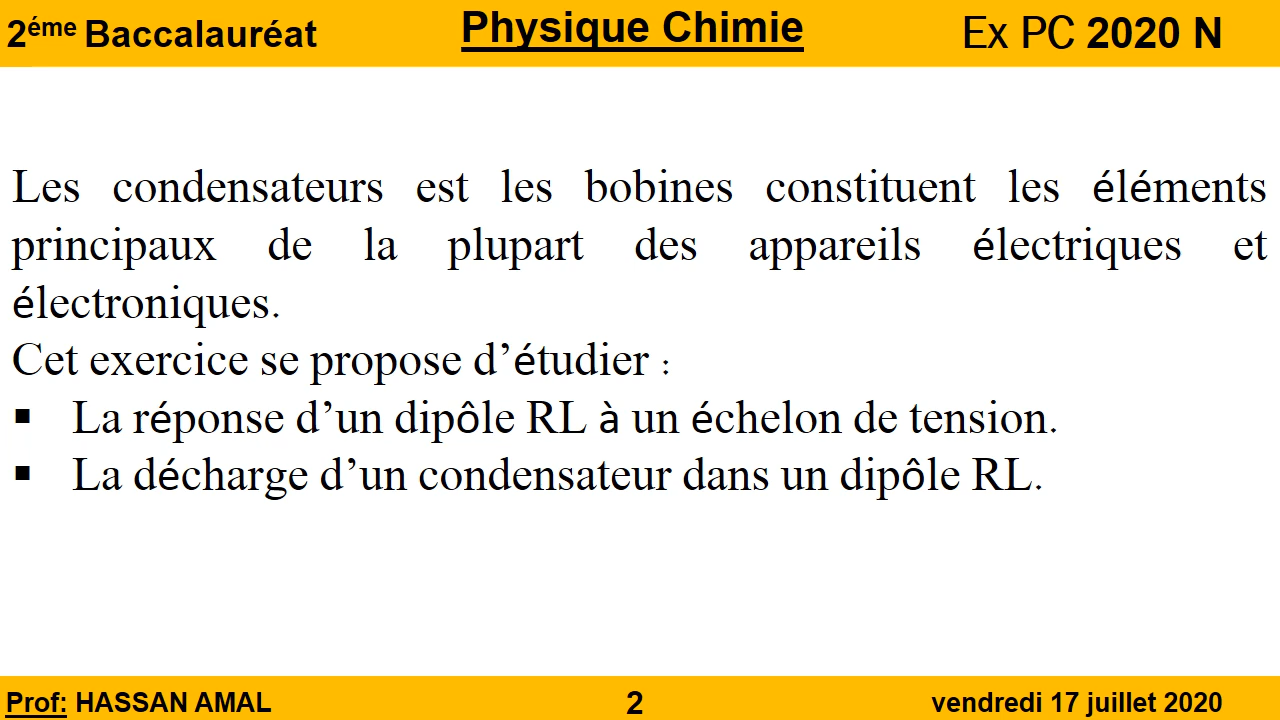 2éme Baccalauréat
Physique Chimie
Ex PC 2020 N
Les condensateurs est les bobines constituent les éléments
principaux de la plupart des appareils électriques et
électroniques.
Cet exercice se propose d’étudier :
▪ La réponse d’un dipôle RL à un échelon de tension.
▪ La décharge d’un condensateur dans un dipôle RL.
Prof: HASSAN AMAL
2
vendredi 17 juillet 2020